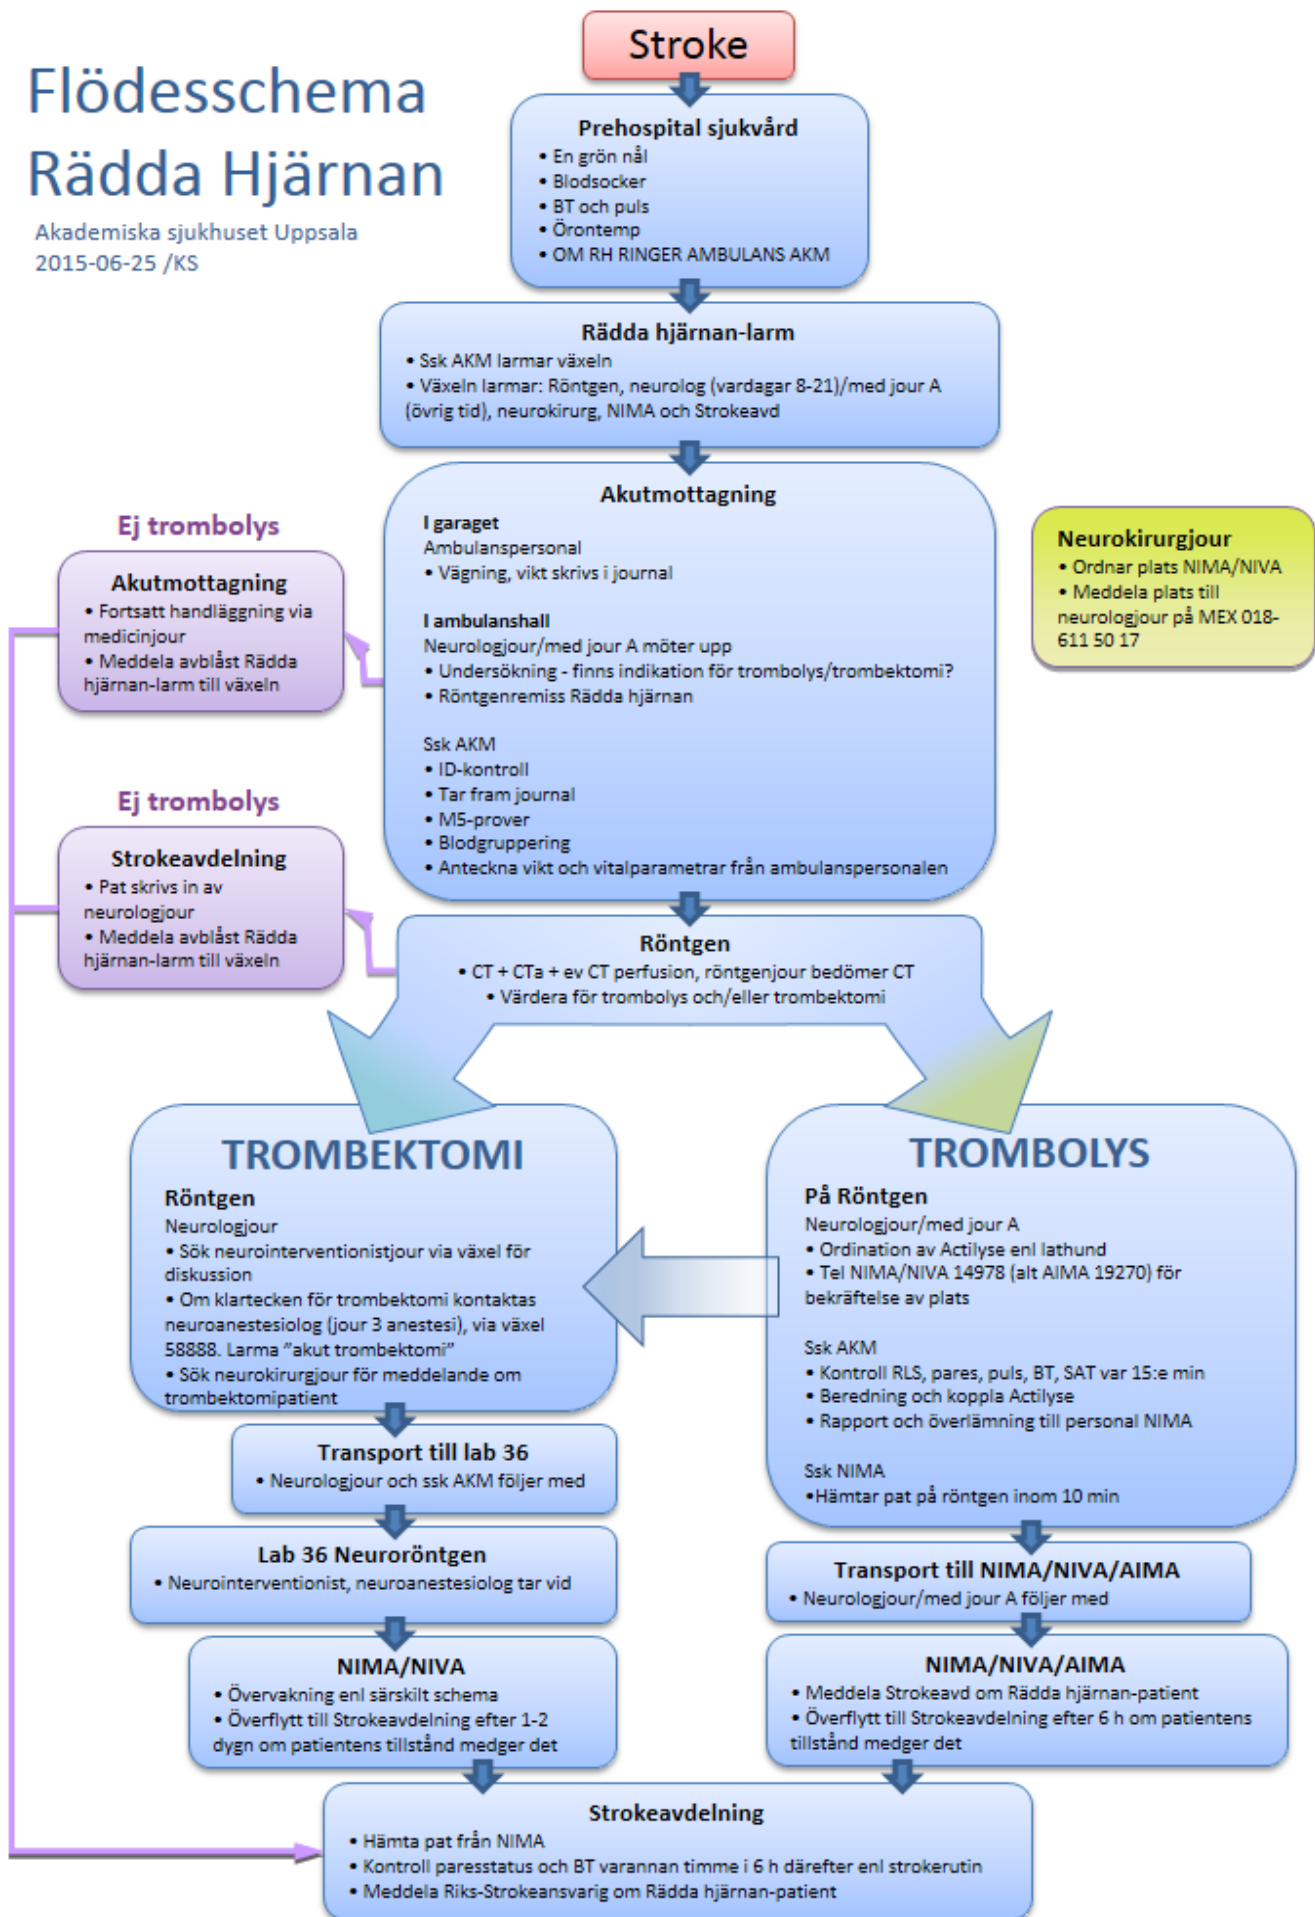 Flödesschema
Rädda Hjärnan
Akademiska sjukhuset Uppsala
2015-06-25 /KS
Stroke
Prehospital sjukvård
• En grön nål
• Blodsocker
• BT och puls
• Örontemp
• OM RH RINGER AMBULANS AKM
Rädda hjärnan-larm
• Ssk AKM larmar växeln
• Växeln larmar: Röntgen, neurolog (vardagar 8-21)/med jour A
(övrig tid), neurokirurg, NIMA och Strokeavd
Akutmottagning
I garaget
Ambulanspersonal
• Vägning, vikt skrivs i journal
I ambulanshall
Neurologjour/med jour A möter upp
• Undersökning - finns indikation för trombolys/trombektomi?
• Röntgenremiss Rädda hjärnan
Ssk AKM
• ID-kontroll
• Tar fram journal
• M5-prover
• Blodgruppering
• Anteckna vikt och vitalparametrar från ambulanspersonalen
Neurokirurgjour
• Ordnar plats NIMA/NIVA
• Meddela plats till
neurologjour på MEX 018-
611 50 17
Ej trombolys
Akutmottagning
• Fortsatt handläggning via
medicinjour
• Meddela avblåst Rädda
hjärnan-larm till växeln
Ej trombolys
Strokeavdelning
• Pat skrivs in av
neurologjour
• Meddela avblåst Rädda
hjärnan-larm till växeln
Röntgen
• CT + CTa + ev CT perfusion, röntgenjour bedömer CT
• Värdera för trombolys och/eller trombektomi
TROMBEKTOMI
Röntgen
Neurologjour
• Sök neurointerventionistjour via växel för
diskussion
• Om klartecken för trombektomi kontaktas
neuroanestesiolog (jour 3 anestesi), via växel
58888. Larma ”akut trombektomi”
• Sök neurokirurgjour för meddelande om
trombektomipatient
Transport till lab 36
• Neurologjour och ssk AKM följer med
Lab 36 Neuroröntgen
• Neurointerventionist, neuroanestesiolog tar vid
NIMA/NIVA
• Övervakning enl särskilt schema
• Överflytt till Strokeavdelning efter 1-2
dygn om patientens tillstånd medger det
TROMBOLYS
På Röntgen
Neurologjour/med jour A
• Ordination av Actilyse enl lathund
• Tel NIMA/NIVA 14978 (alt AIMA 19270) för
bekräftelse av plats
Ssk AKM
• Kontroll RLS, pares, puls, BT, SAT var 15:e min
• Beredning och koppla Actilyse
• Rapport och överlämning till personal NIMA
Ssk NIMA
•Hämtar pat på röntgen inom 10 min
Transport till NIMA/NIVA/AIMA
• Neurologjour/med jour A följer med
NIMA/NIVA/AIMA
• Meddela Strokeavd om Rädda hjärnan-patient
• Överflytt till Strokeavdelning efter 6 h om patientens
tillstånd medger det
Strokeavdelning
• Hämta pat från NIMA
• Kontroll paresstatus och BT varannan timme i 6 h därefter enl strokerutin
• Meddela Riks-Strokeansvarig om Rädda hjärnan-patient